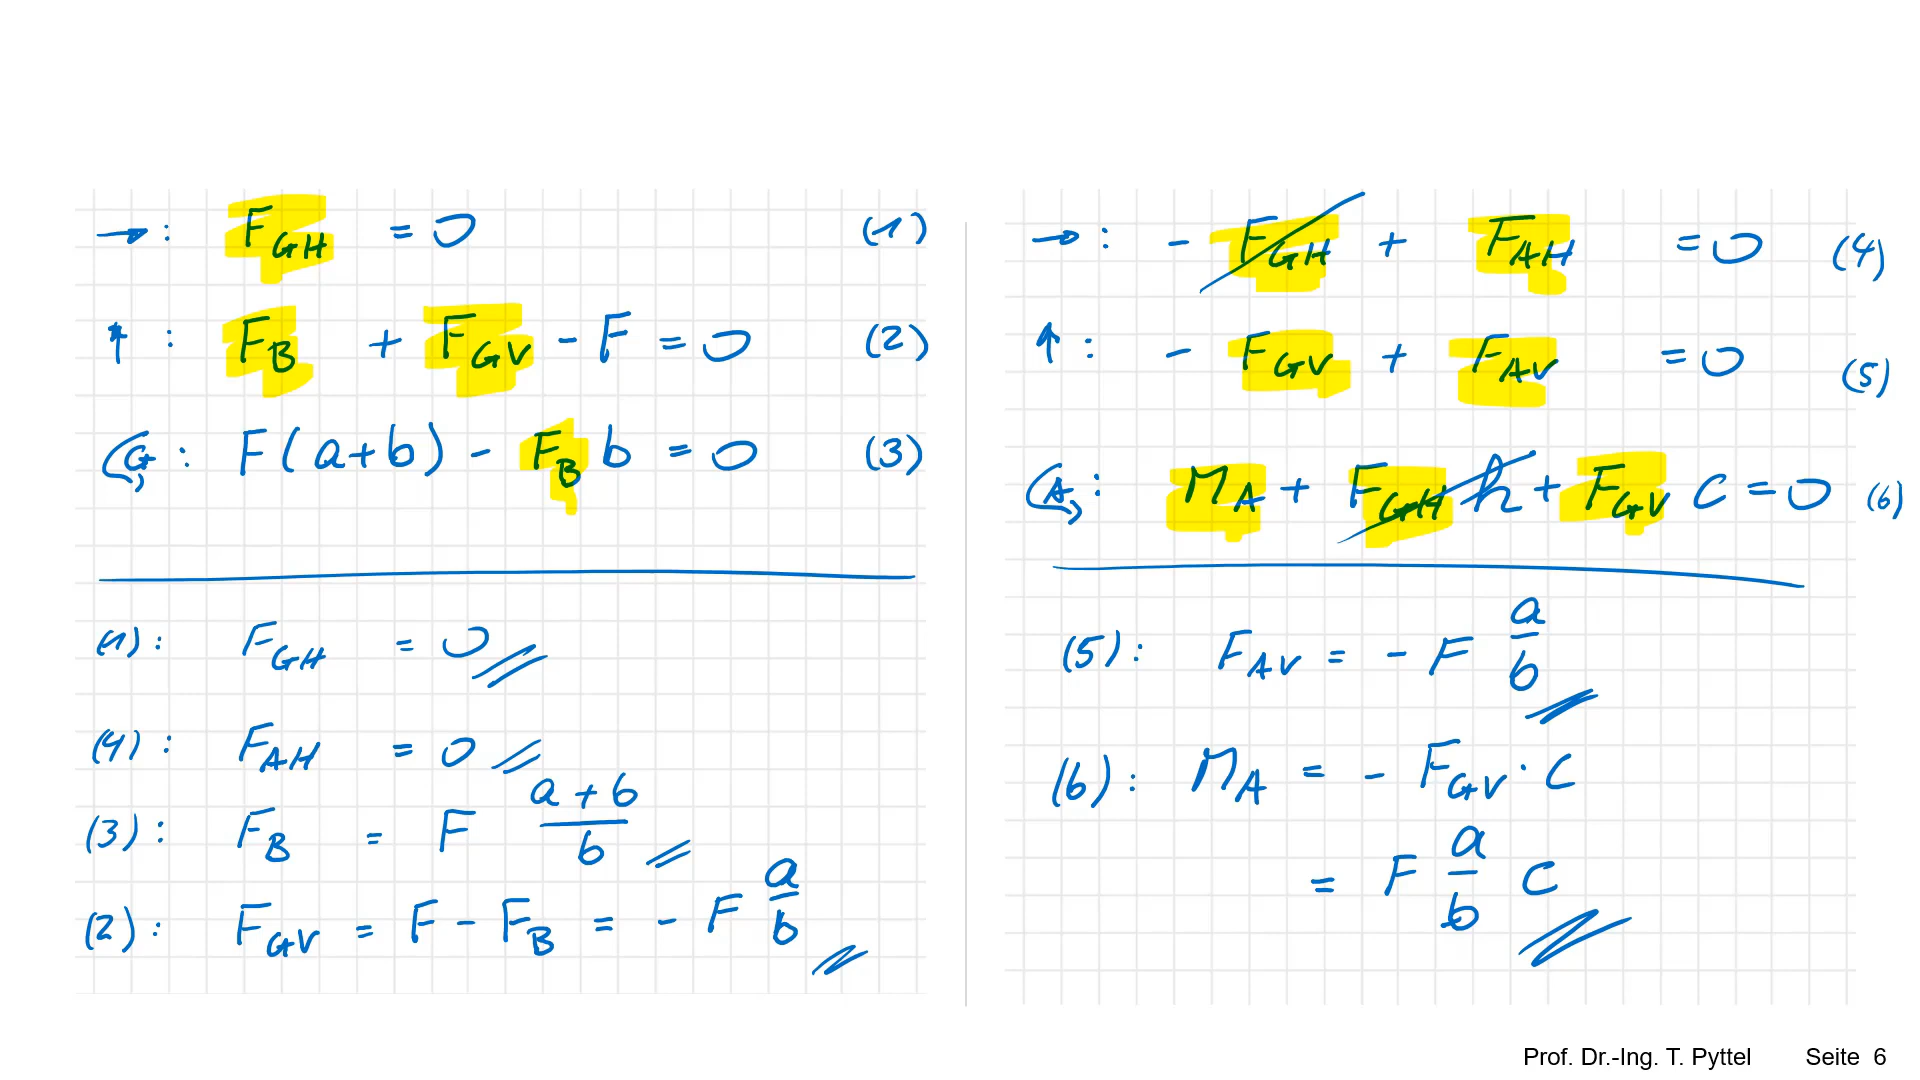 → : F_GH = 0 (1)
↑ : F_B + F_GV - F = 0 (2)
G : F(a+b) - F_B b = 0 (3)
(1): F_GH = 0
(4): F_AH = 0
(3): F_B = F (a+b)/b
(2): F_GV = F - F_B = - F a/b
→ : - F_GH + F_AH = 0 (4)
↑ : - F_GV + F_AV = 0 (5)
A : M_A + F_GH h + F_GV c = 0 (6)
(5): F_AV = - F a/b
(6): M_A = - F_GV · c
= F a/b c
Prof. Dr.-Ing. T. Pyttel Seite 6